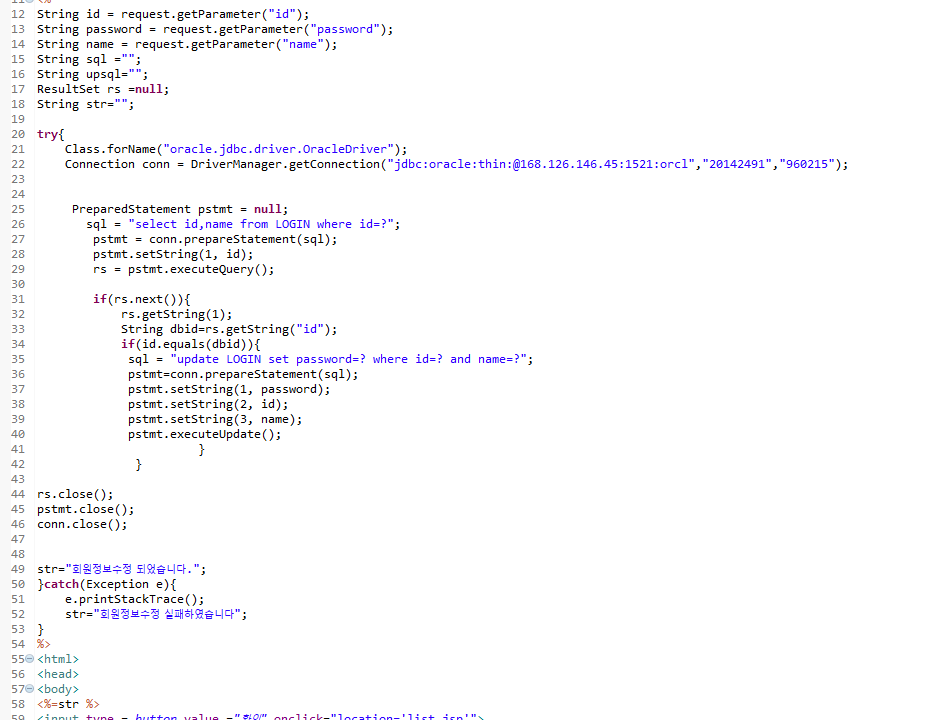 11 <%
12 String id = request.getParameter("id");
13 String password = request.getParameter("password");
14 String name = request.getParameter("name");
15 String sql ="";
16 String upsql="";
17 ResultSet rs =null;
18 String str="";
19
20 try{
21 Class.forName("oracle.jdbc.driver.OracleDriver");
22 Connection conn = DriverManager.getConnection("jdbc:oracle:thin:@168.126.146.45:1521:orcl","20142491","960215");
23
24
25 PreparedStatement pstmt = null;
26 sql = "select id,name from LOGIN where id=?";
27 pstmt = conn.prepareStatement(sql);
28 pstmt.setString(1, id);
29 rs = pstmt.executeQuery();
30
31 if(rs.next()){
32 rs.getString(1);
33 String dbid=rs.getString("id");
34 if(id.equals(dbid)){
35 sql = "update LOGIN set password=? where id=? and name=?";
36 pstmt=conn.prepareStatement(sql);
37 pstmt.setString(1, password);
38 pstmt.setString(2, id);
39 pstmt.setString(3, name);
40 pstmt.executeUpdate();
41 }
42 }
43
44 rs.close();
45 pstmt.close();
46 conn.close();
47
48
49 str="회원정보수정 되었습니다.";
50 }catch(Exception e){
51 e.printStackTrace();
52 str="회원정보수정 실패하였습니다";
53 }
54 %>
55 <html>
56 <head>
57 <body>
58 <%=str %>
59 <input type = button value ="확인" onclick="location='list.jsp'">